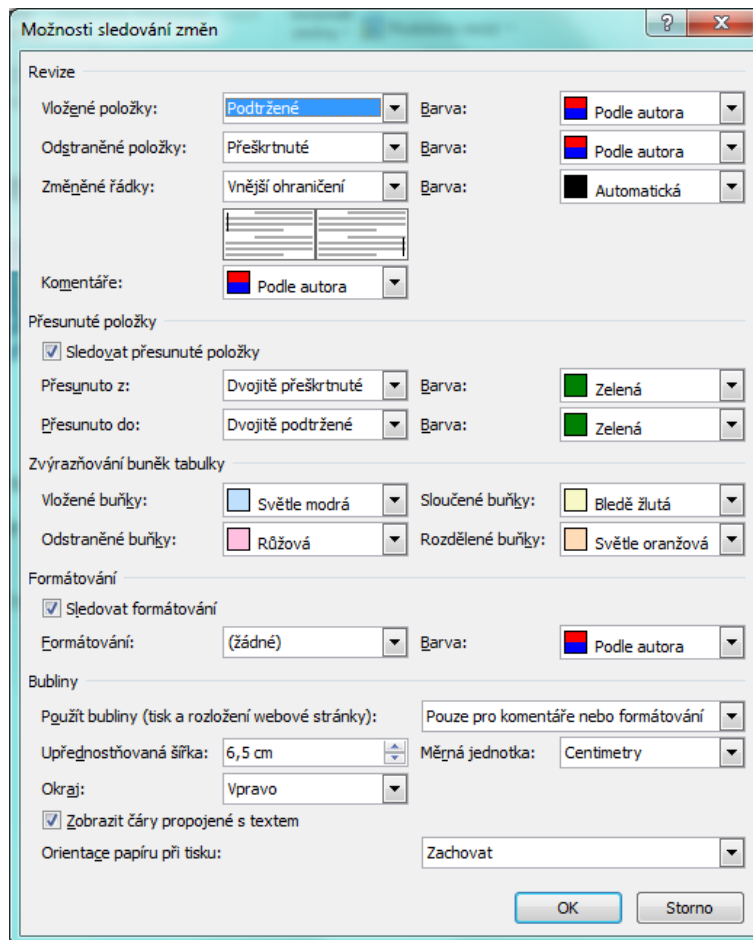 Možnosti sledování změn
Revize
Vložené položky: Podtržené Barva: Podle autora
Odstraněné položky: Přeškrtnuté Barva: Podle autora
Změněné řádky: Vnější ohraničení Barva: Automatická
Komentáře: Podle autora
Přesunuté položky
Sledovat přesunuté položky
Přesunuto z: Dvojitě přeškrtnuté Barva: Zelená
Přesunuto do: Dvojitě podtržené Barva: Zelená
Zvýrazňování buněk tabulky
Vložené buňky: Světle modrá Sloučené buňky: Bledě žlutá
Odstraněné buňky: Růžová Rozdělené buňky: Světle oranžová
Formátování
Sledovat formátování
Formátování: (žádné) Barva: Podle autora
Bubliny
Použít bubliny (tisk a rozložení webové stránky): Pouze pro komentáře nebo formátování
Upřednostňovaná šířka: 6,5 cm Měrná jednotka: Centimetry
Okraj: Vpravo
Zobrazit čáry propojené s textem
Orientace papíru při tisku: Zachovat
OK Storno